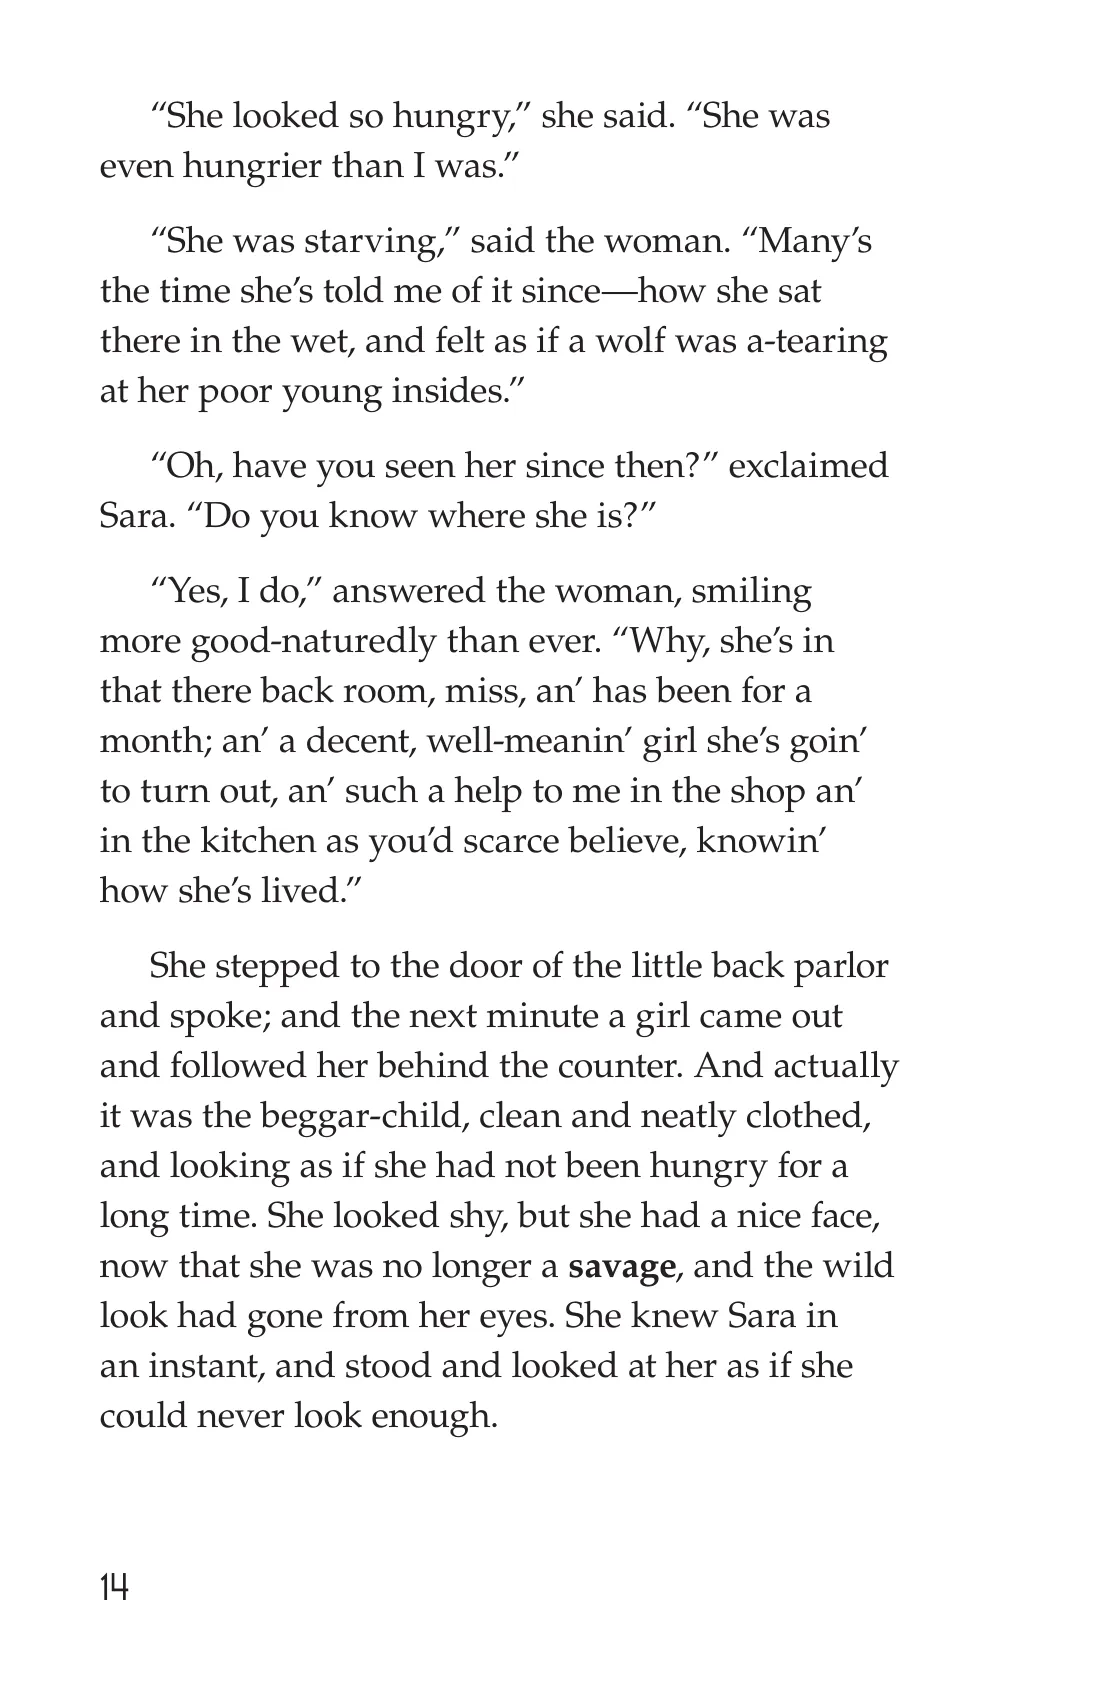 “She looked so hungry,” she said. “She was
even hungrier than I was.”
“She was starving,” said the woman. “Many’s
the time she’s told me of it since—how she sat
there in the wet, and felt as if a wolf was a-tearing
at her poor young insides.”
“Oh, have you seen her since then?” exclaimed
Sara. “Do you know where she is?”
“Yes, I do,” answered the woman, smiling
more good-naturedly than ever. “Why, she’s in
that there back room, miss, an’ has been for a
month; an’ a decent, well-meanin’ girl she’s goin’
to turn out, an’ such a help to me in the shop an’
in the kitchen as you’d scarce believe, knowin’
how she’s lived.”
She stepped to the door of the little back parlor
and spoke; and the next minute a girl came out
and followed her behind the counter. And actually
it was the beggar-child, clean and neatly clothed,
and looking as if she had not been hungry for a
long time. She looked shy, but she had a nice face,
now that she was no longer a savage, and the wild
look had gone from her eyes. She knew Sara in
an instant, and stood and looked at her as if she
could never look enough.
14